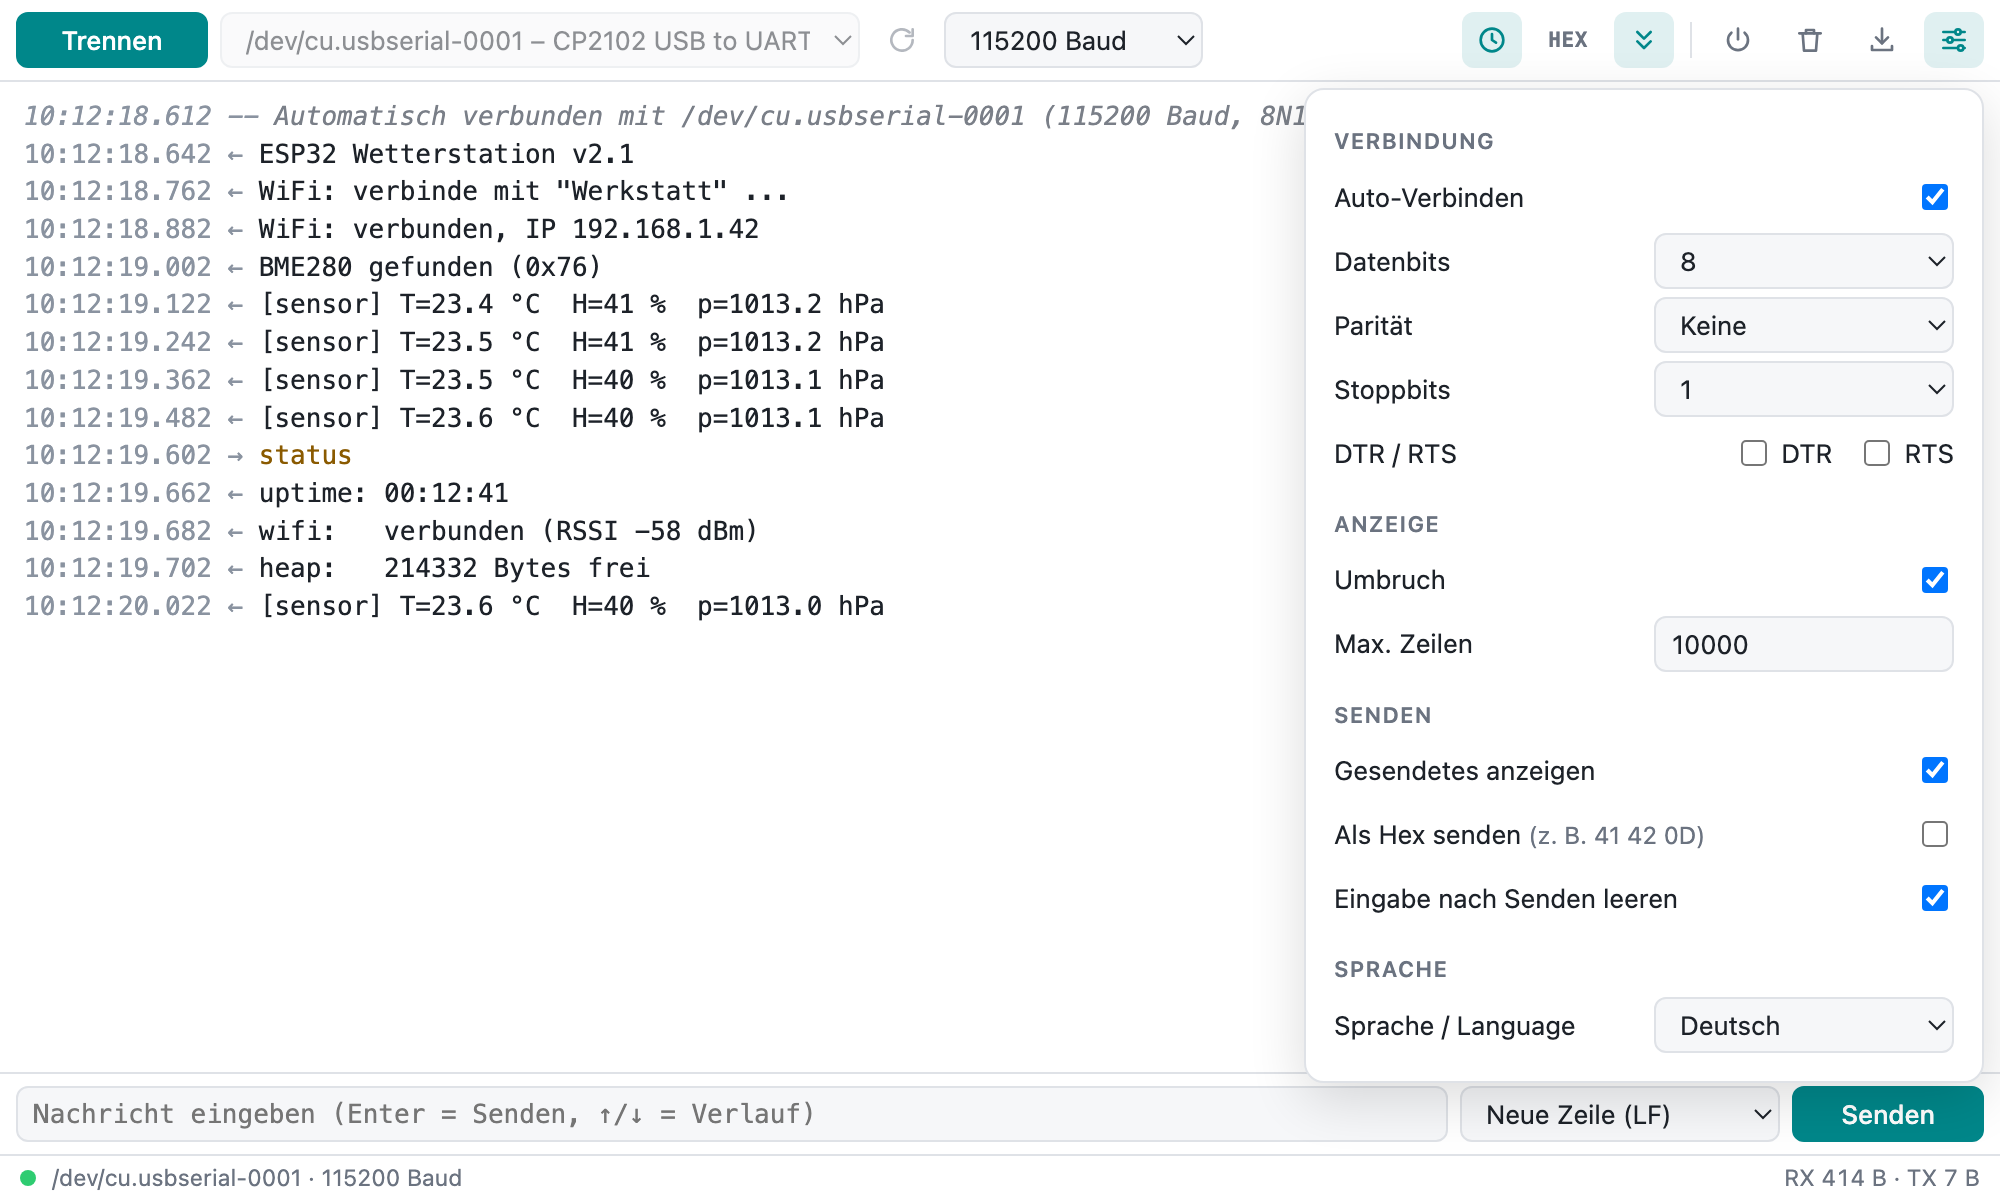 Trennen /dev/cu.usbserial-0001 – CP2102 USB to UART 115200 Baud HEX
10:12:18.612 -- Automatisch verbunden mit /dev/cu.usbserial-0001 (115200 Baud, 8N1
10:12:18.642 ← ESP32 Wetterstation v2.1
10:12:18.762 ← WiFi: verbinde mit "Werkstatt" ...
10:12:18.882 ← WiFi: verbunden, IP 192.168.1.42
10:12:19.002 ← BME280 gefunden (0x76)
10:12:19.122 ← [sensor] T=23.4 °C  H=41 %  p=1013.2 hPa
10:12:19.242 ← [sensor] T=23.5 °C  H=41 %  p=1013.2 hPa
10:12:19.362 ← [sensor] T=23.5 °C  H=40 %  p=1013.1 hPa
10:12:19.482 ← [sensor] T=23.6 °C  H=40 %  p=1013.1 hPa
10:12:19.602 → status
10:12:19.662 ← uptime: 00:12:41
10:12:19.682 ← wifi:   verbunden (RSSI -58 dBm)
10:12:19.702 ← heap:   214332 Bytes frei
10:12:20.022 ← [sensor] T=23.6 °C  H=40 %  p=1013.0 hPa
VERBINDUNG
Auto-Verbinden
Datenbits 8
Parität Keine
Stoppbits 1
DTR / RTS DTR RTS
ANZEIGE
Umbruch
Max. Zeilen 10000
SENDEN
Gesendetes anzeigen
Als Hex senden (z. B. 41 42 0D)
Eingabe nach Senden leeren
SPRACHE
Sprache / Language Deutsch
Nachricht eingeben (Enter = Senden, ↑/↓ = Verlauf) Neue Zeile (LF) Senden
/dev/cu.usbserial-0001 · 115200 Baud RX 414 B · TX 7 B